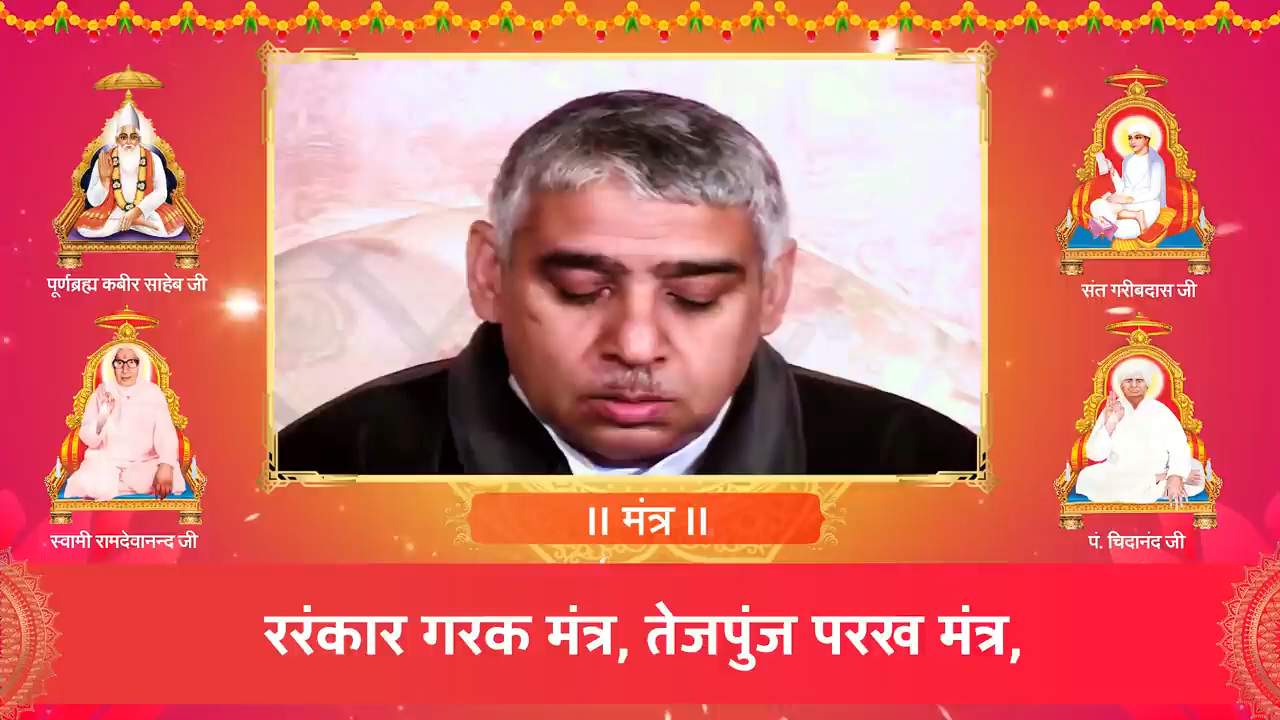 पूर्णब्रह्म कबीर साहेब जी
संत गरीबदास जी
स्वामी रामदेवानन्द जी
पं. चिदानंद जी
॥ मंत्र ॥
ररंकार गरक मंत्र, तेजपुंज परख मंत्र,